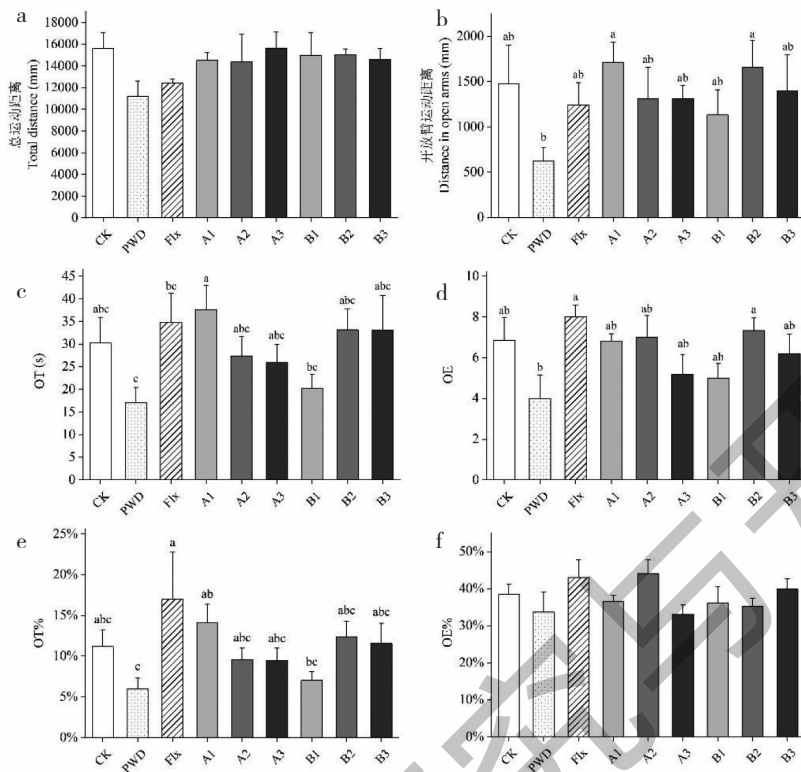 a
总运动距离
Total distance (mm)
18000
16000
14000
12000
10000
8000
6000
4000
2000
0
CK PWD Flx A1 A2 A3 B1 B2 B3
b
开放臂运动距离
Distance in open arms (mm)
2000
1500
1000
500
0
ab b ab a ab ab ab a ab
CK PWD Flx A1 A2 A3 B1 B2 B3
c
OT (s)
45
40
35
30
25
20
15
10
5
0
abc c bc a abc abc bc abc abc
CK PWD Flx A1 A2 A3 B1 B2 B3
d
OE
8
6
4
2
0
ab b a ab ab ab ab a ab
CK PWD Flx A1 A2 A3 B1 B2 B3
e
OT%
25%
20%
15%
10%
5%
0%
abc c a ab abc abc bc abc abc
CK PWD Flx A1 A2 A3 B1 B2 B3
f
OE%
50%
40%
30%
20%
10%
0%
CK PWD Flx A1 A2 A3 B1 B2 B3